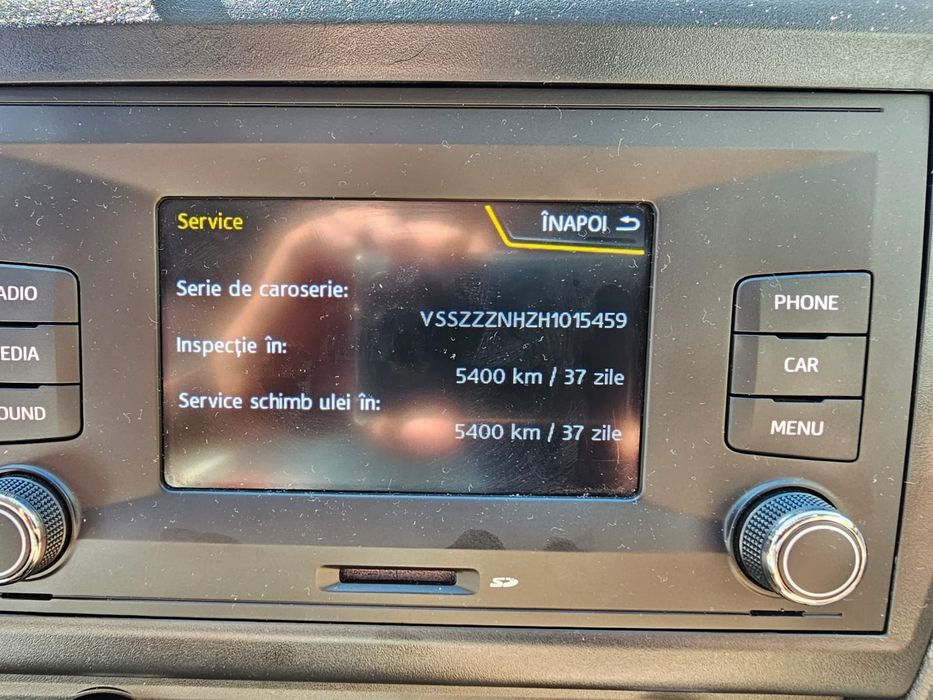 Service
ÎNAPOI
Serie de caroserie:
VSSZZZNHZH1015459
Inspecţie în:
5400 km / 37 zile
Service schimb ulei în:
5400 km / 37 zile
ADIO
EDIA
OUND
PHONE
CAR
MENU
SD